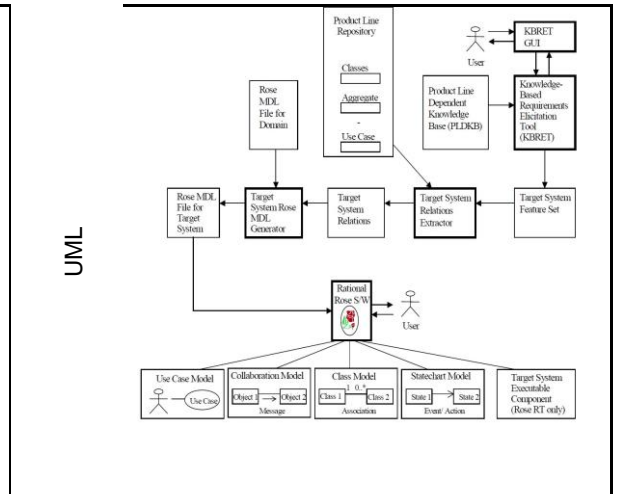 UML
Product Line
Repository
Classes
Aggregate
-
Use Case
KBRET
GUI
User
Rose
MDL
File for
Domain
Product Line
Dependent
Knowledge
Base (PLDKB)
Knowledge-
Based
Requirements
Elicitation
Tool
(KBRET)
Rose MDL
File for
Target
System
Target
System Rose
MDL
Generator
Target
System
Relations
Target System
Relations
Extractor
Target System
Feature Set
Rational
Rose S/W
User
Use Case Model
Use Case
Collaboration Model
Object 1
Object 2
Message
Class Model
1 0..*
Class 1
Class 2
Association
Statechart Model
State 1
State 2
Event/ Action
Target System
Executable
Component
(Rose RT only)